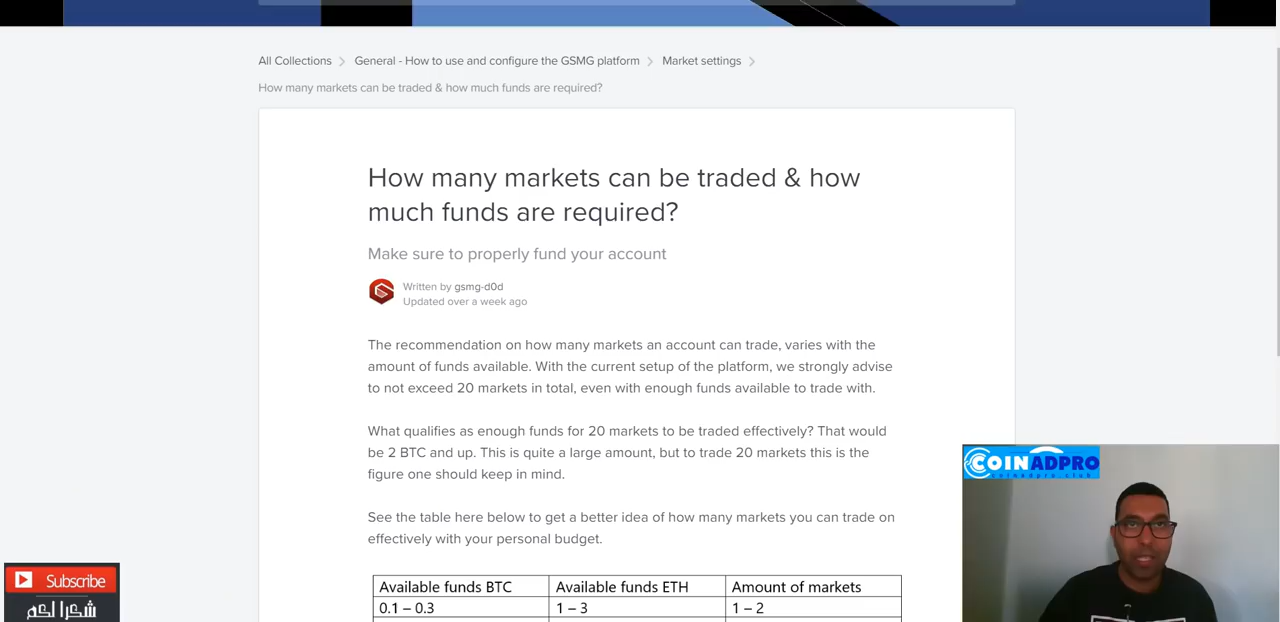 All Collections
General - How to use and configure the GSMG platform
Market settings
How many markets can be traded & how much funds are required?
How many markets can be traded & how
much funds are required?
Make sure to properly fund your account
Written by gsmg-d0d
Updated over a week ago
The recommendation on how many markets an account can trade, varies with the
amount of funds available. With the current setup of the platform, we strongly advise
to not exceed 20 markets in total, even with enough funds available to trade with.
What qualifies as enough funds for 20 markets to be traded effectively? That would
be 2 BTC and up. This is quite a large amount, but to trade 20 markets this is the
figure one should keep in mind.
See the table here below to get a better idea of how many markets you can trade on
effectively with your personal budget.
Available funds BTC Available funds ETH Amount of markets
0.1 – 0.3 1 – 3 1 – 2
COINADPRO
coinadpro.club
Subscribe
شكرا لكم